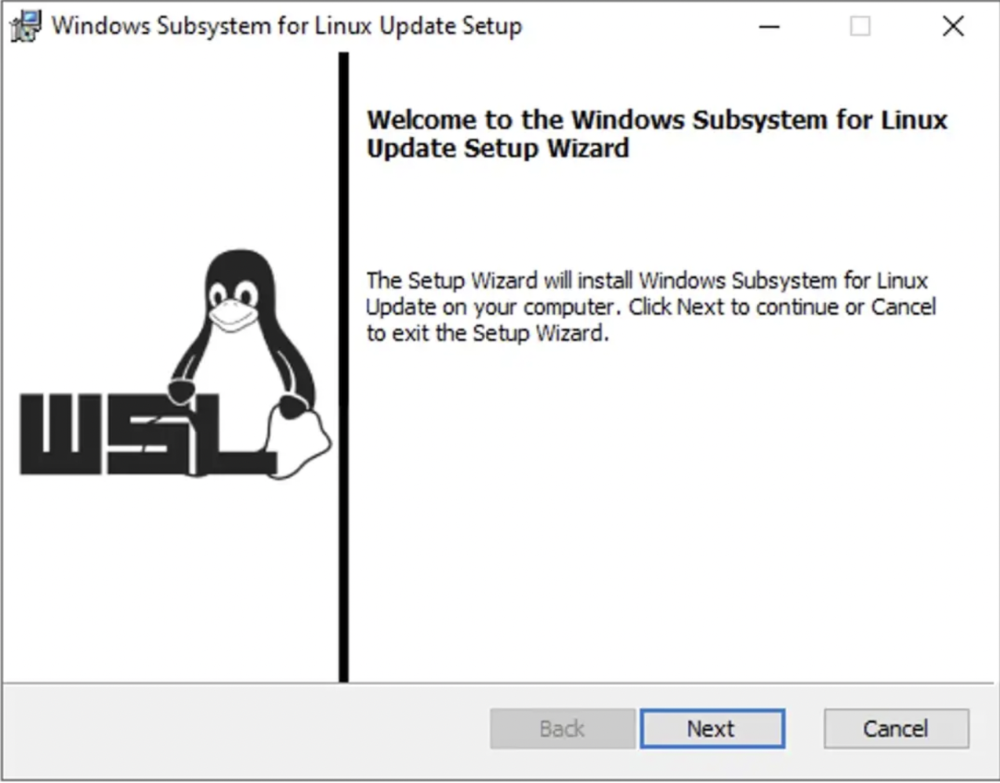 Windows Subsystem for Linux Update Setup
Welcome to the Windows Subsystem for Linux
Update Setup Wizard
The Setup Wizard will install Windows Subsystem for Linux
Update on your computer. Click Next to continue or Cancel
to exit the Setup Wizard.
WSL
Back
Next
Cancel